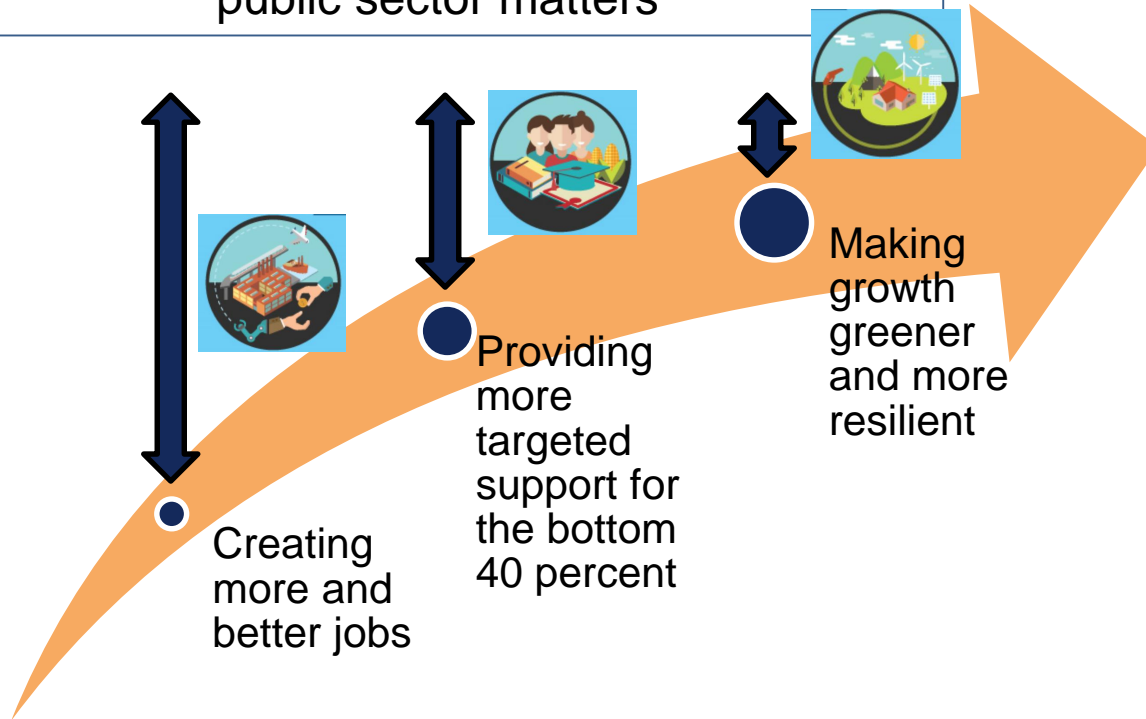 public sector matters
Creating
more and
better jobs
Providing
more
targeted
support for
the bottom
40 percent
Making
growth
greener
and more
resilient